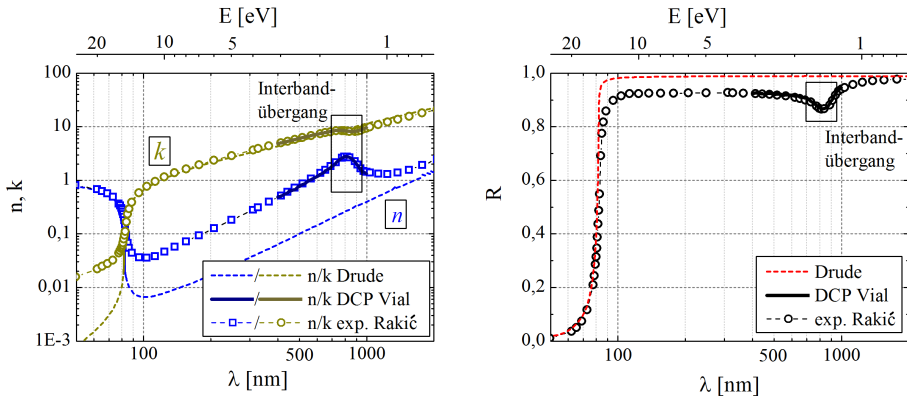 E [eV]
20 10 5 1
100
10
1
0,1
0,01
1E-3
n, k
Interband-
übergang
k
n
n/k Drude
n/k DCP Vial
n/k exp. Rakić
100 500 1000
λ [nm]
E [eV]
20 10 5 1
1,0
0,8
0,6
0,4
0,2
0,0
R
Interband-
übergang
Drude
DCP Vial
exp. Rakić
100 500 1000
λ [nm]